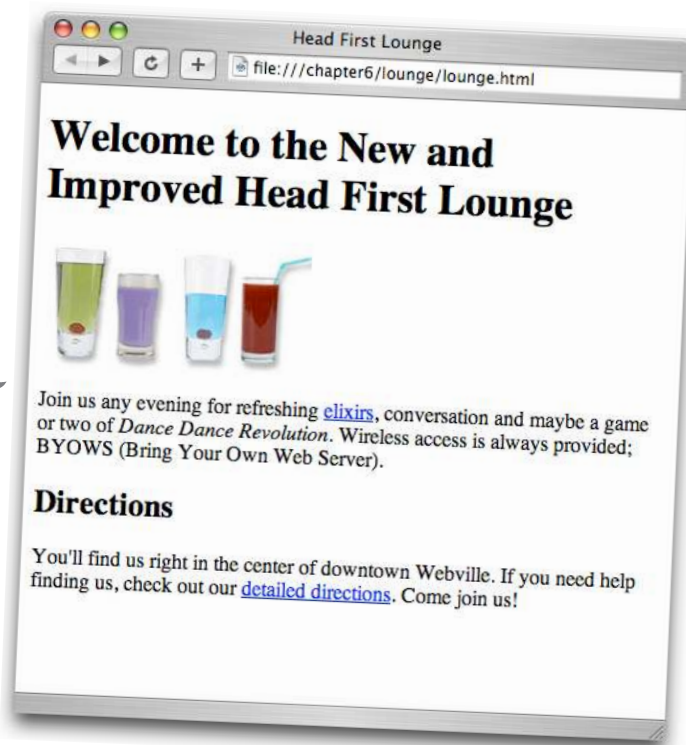 Head First Lounge
file:///chapter6/lounge/lounge.html
Welcome to the New and
Improved Head First Lounge
Join us any evening for refreshing elixirs, conversation and maybe a game
or two of Dance Dance Revolution. Wireless access is always provided;
BYOWS (Bring Your Own Web Server).
Directions
You'll find us right in the center of downtown Webville. If you need help
finding us, check out our detailed directions. Come join us!